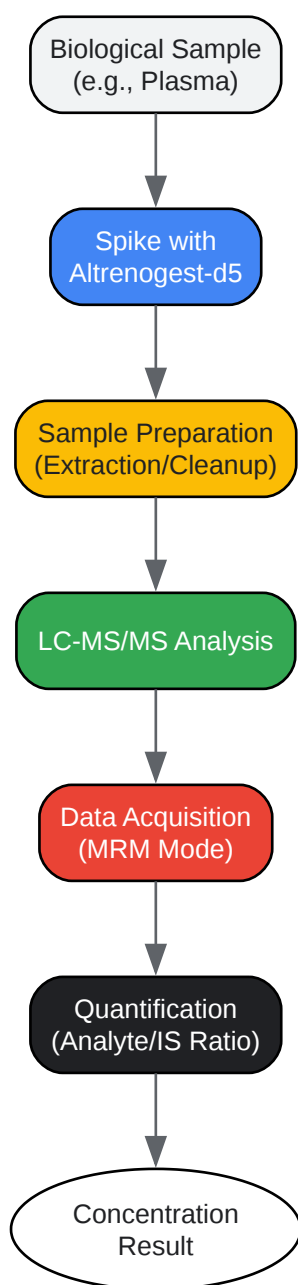 Biological Sample
(e.g., Plasma)
Spike with
Altrenogest-d5
Sample Preparation
(Extraction/Cleanup)
LC-MS/MS Analysis
Data Acquisition
(MRM Mode)
Quantification
(Analyte/IS Ratio)
Concentration
Result